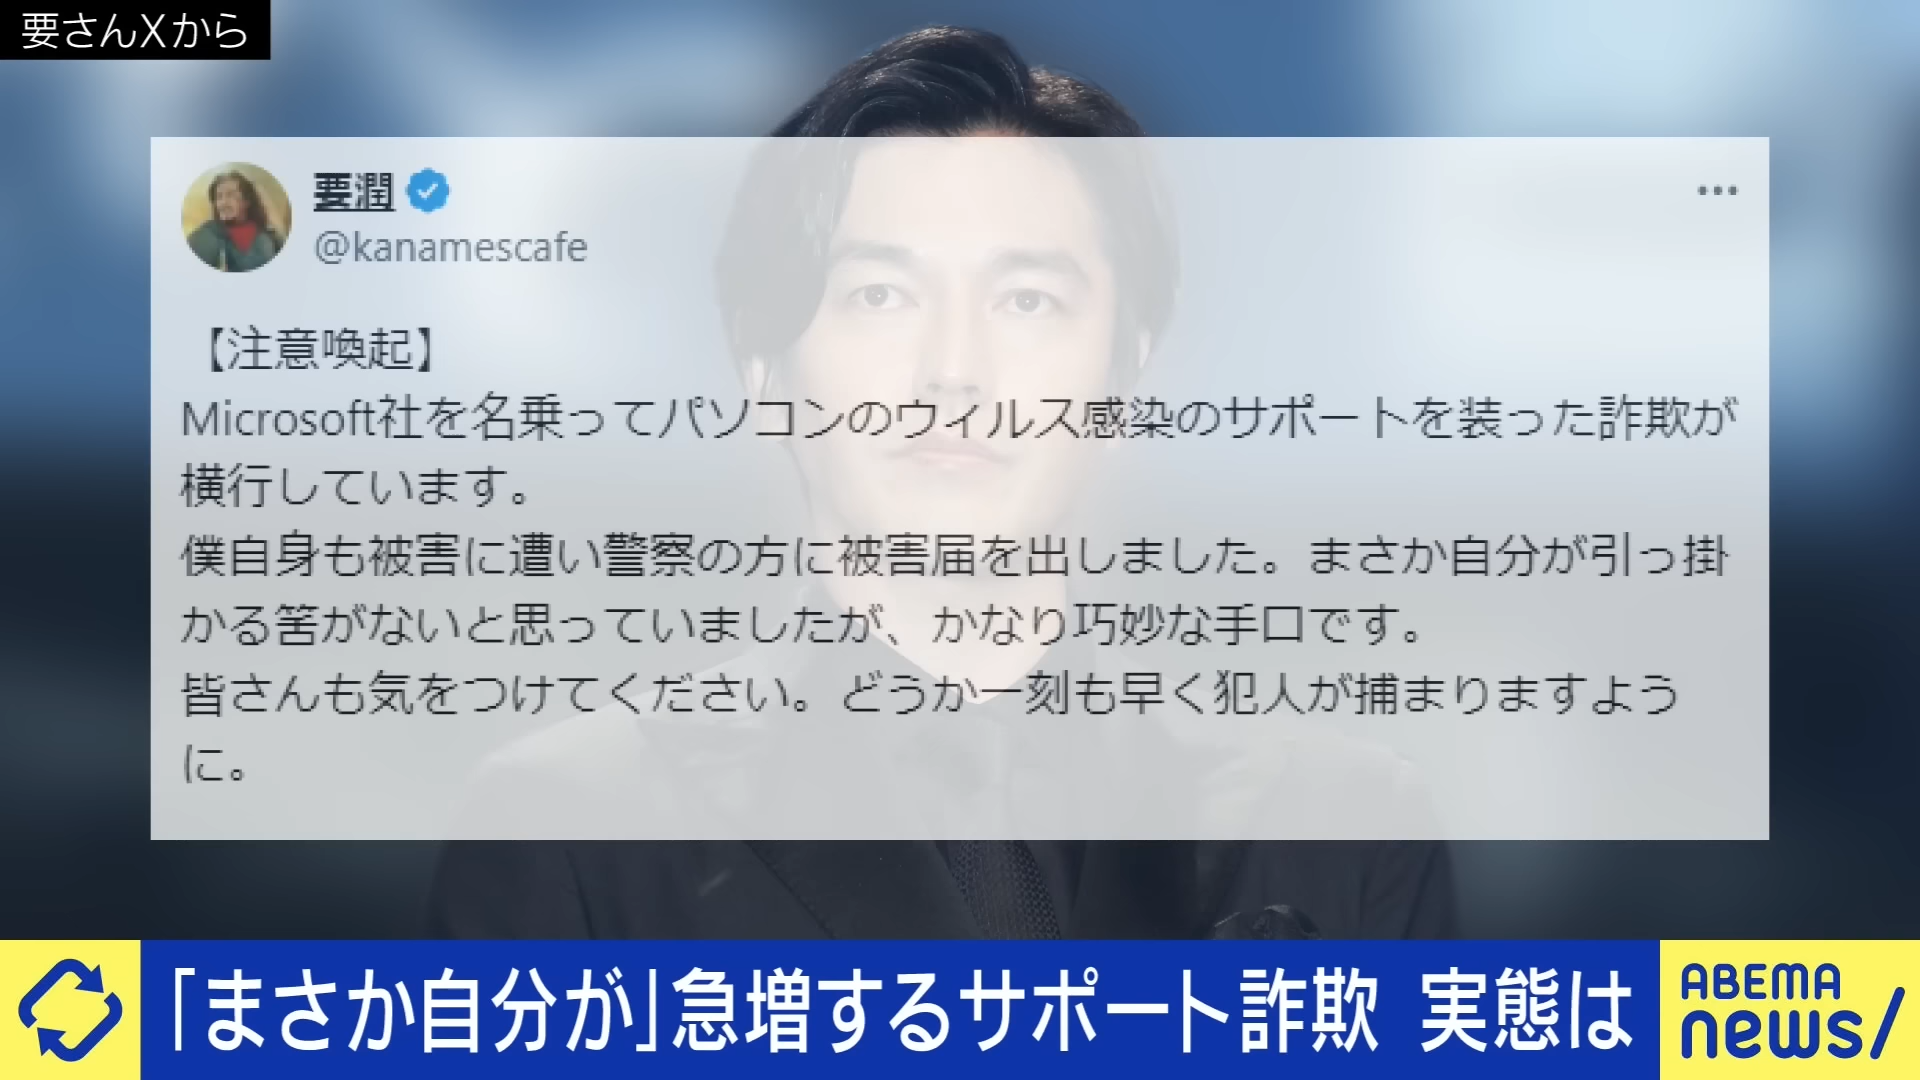 要さんXから
要潤
@kanamescafe
【注意喚起】
Microsoft社を名乗ってパソコンのウィルス感染のサポートを装った詐欺が
横行しています。
僕自身も被害に遭い警察の方に被害届を出しました。まさか自分が引っ掛
かる筈がないと思っていましたが、かなり巧妙な手口です。
皆さんも気をつけてください。どうか一刻も早く犯人が捕まりますよう
に。
「まさか自分が」急増するサポート詐欺 実態は
ABEMA
news/